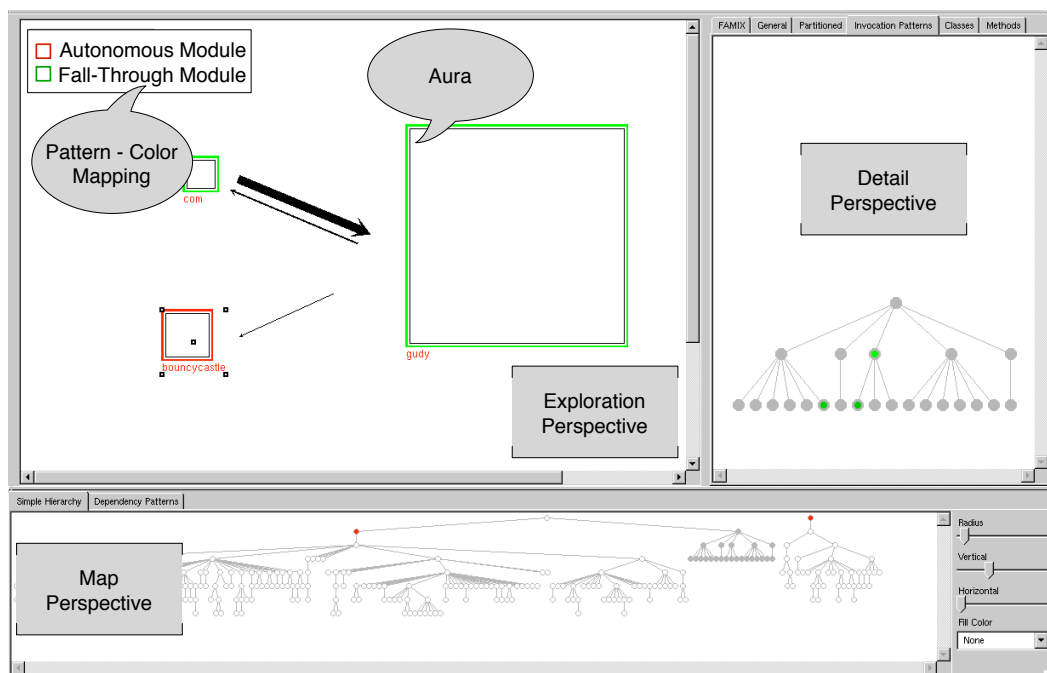 Autonomous Module
Fall-Through Module
Pattern - Color
Mapping
Aura
com
bouncycastle
gudy
Exploration
Perspective
FAMIX
General
Partitioned
Invocation Patterns
Classes
Methods
Detail
Perspective
Simple Hierarchy
Dependency Patterns
Map
Perspective
Radius
Vertical
Horizontal
Fill Color
None